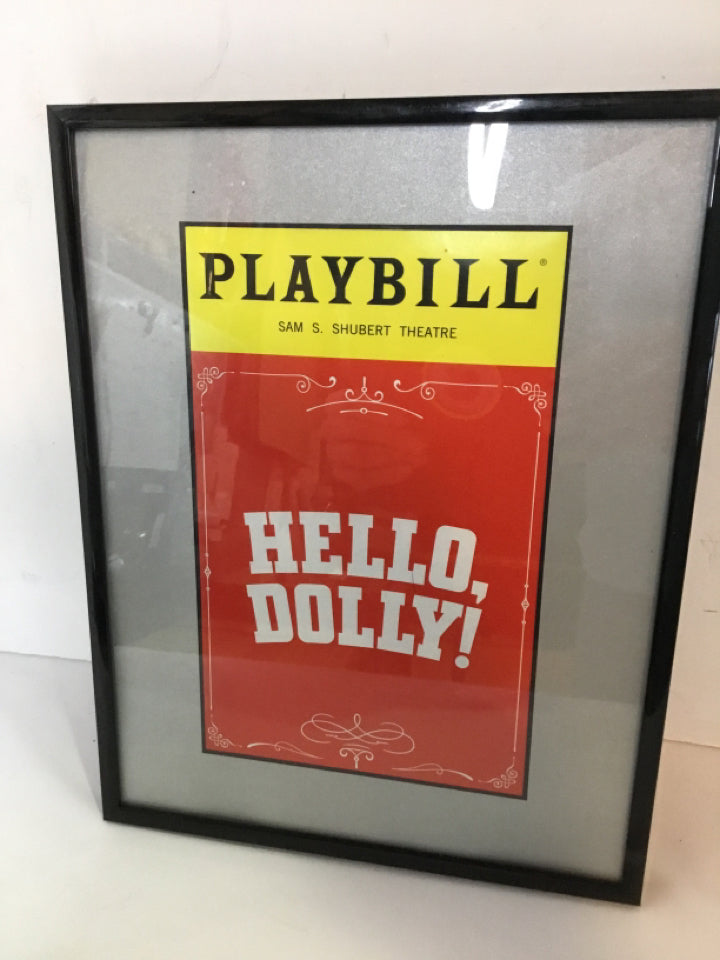 PLAYBILL®
SAM S. SHUBERT THEATRE
HELLO,
DOLLY!